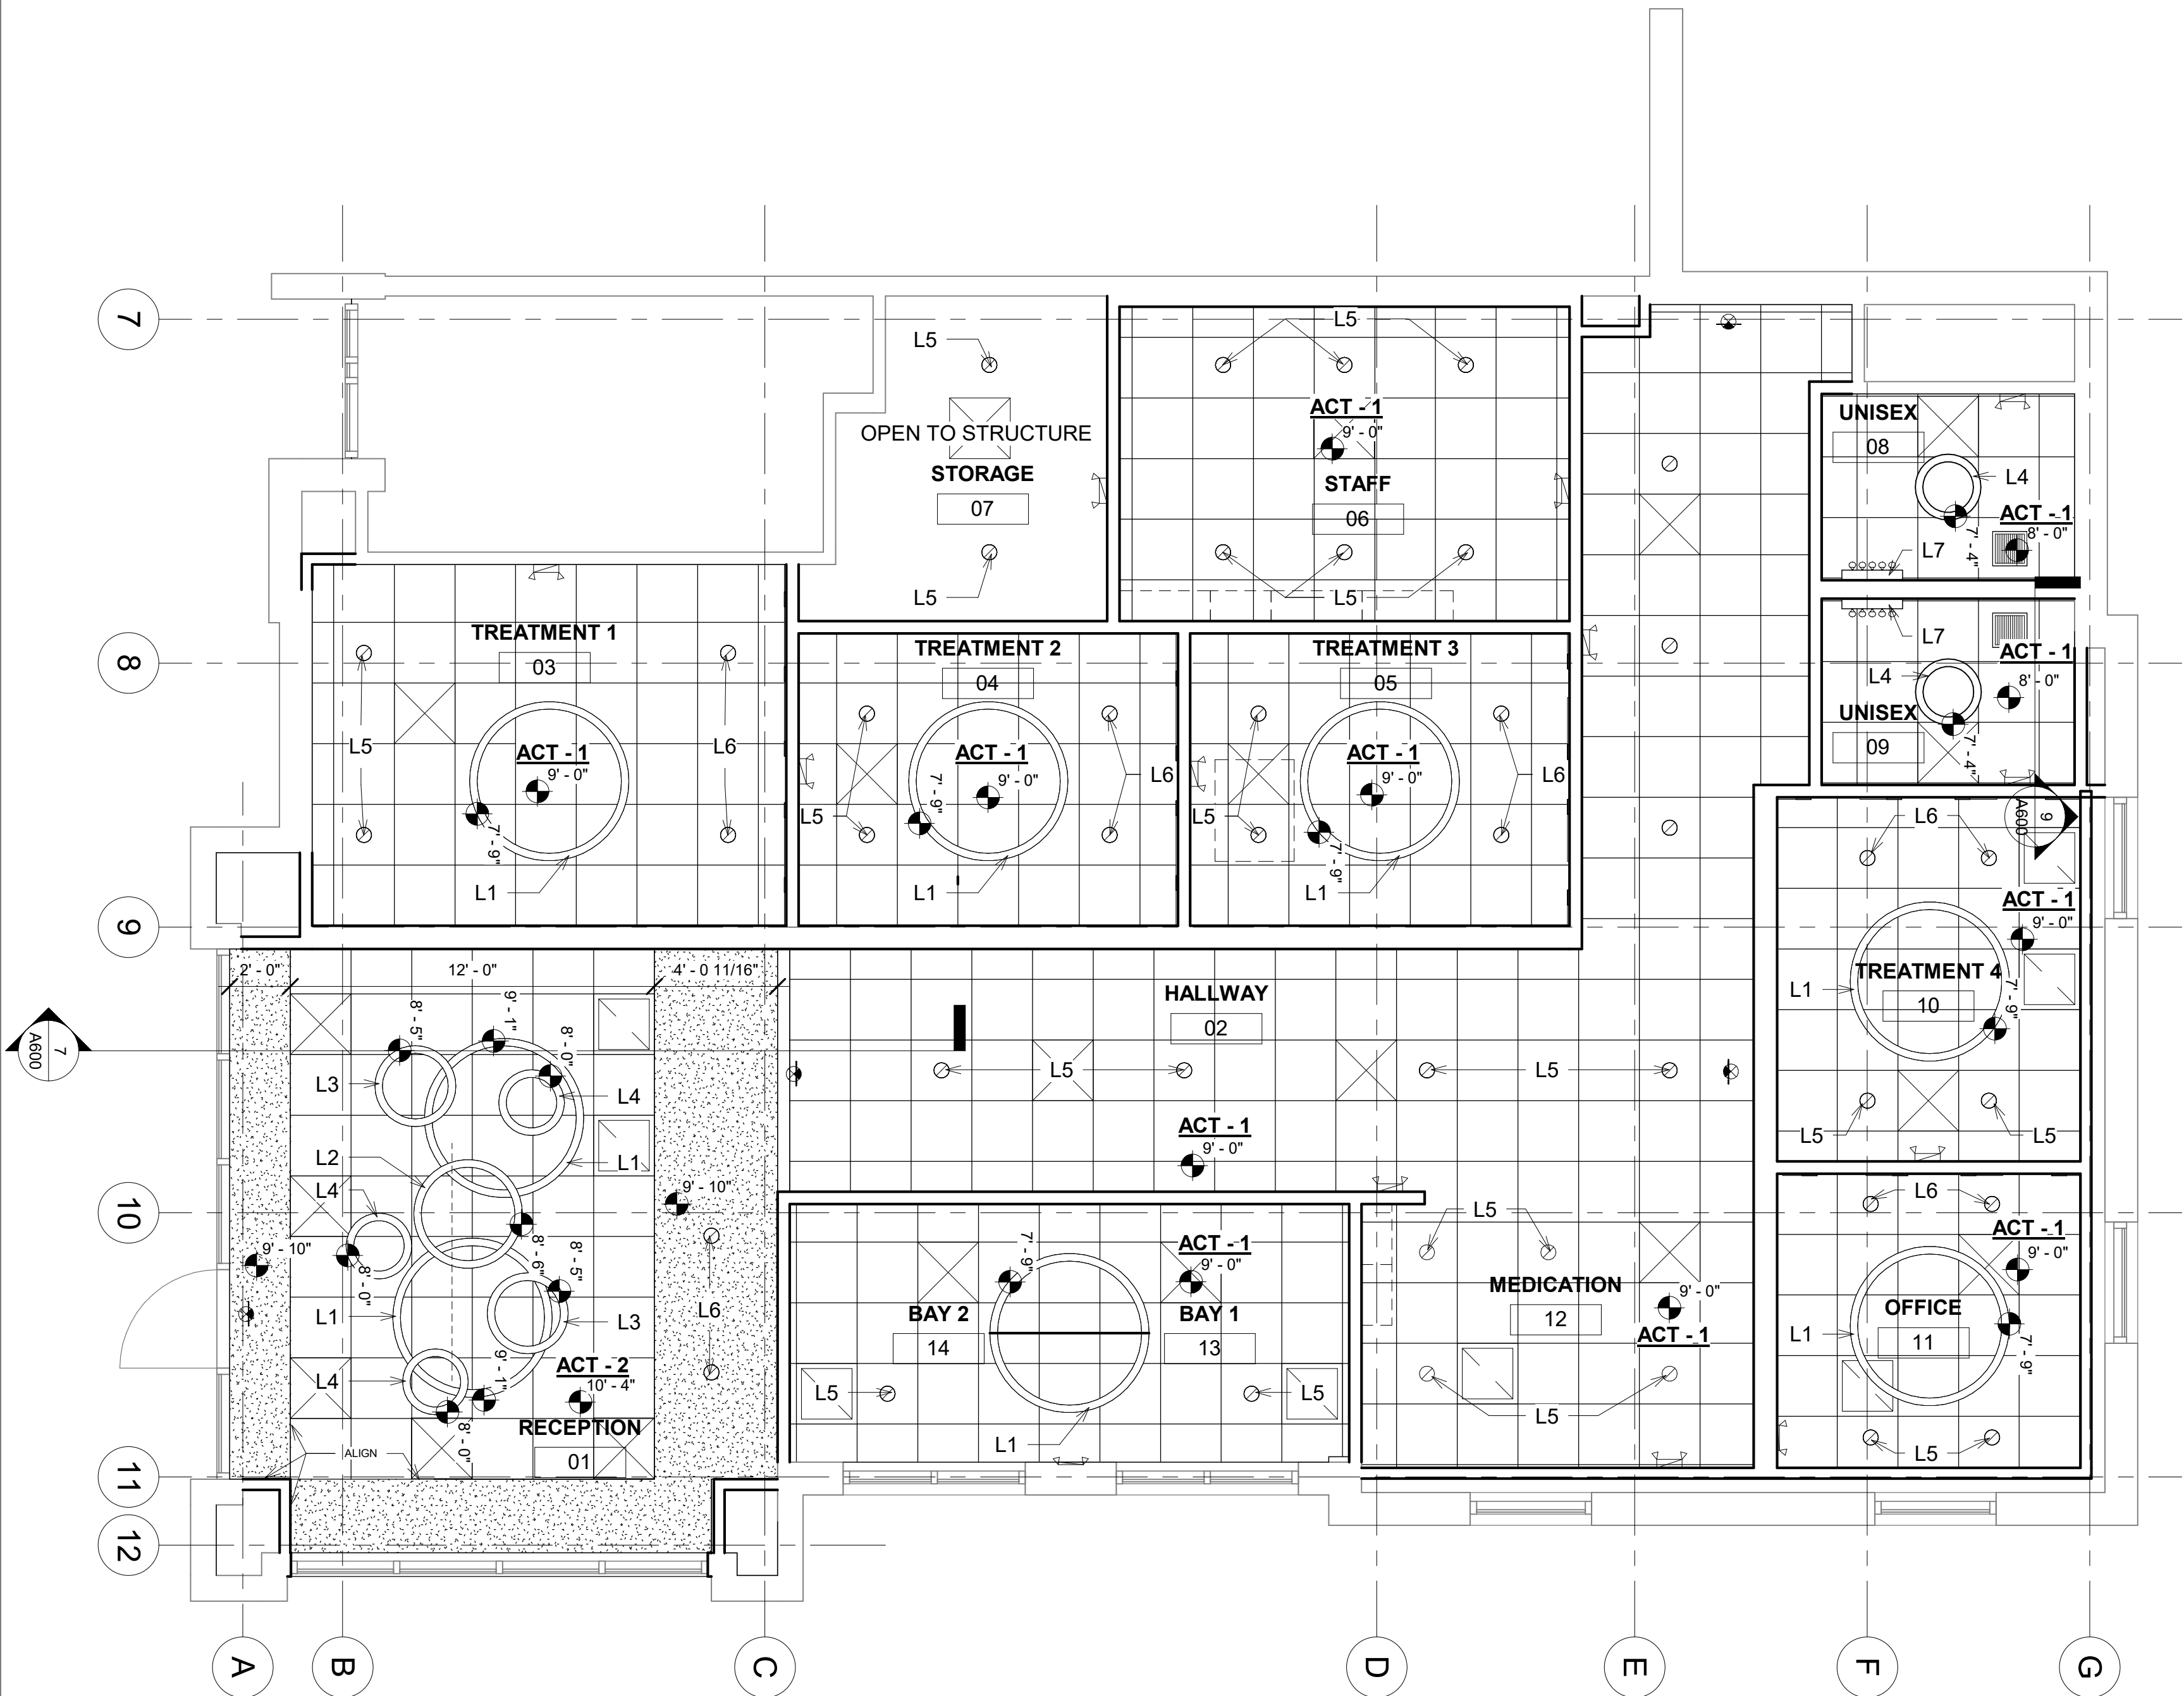 7
L5
OPEN TO STRUCTURE
STORAGE
07
L5
L5
ACT - 1
9' - 0"
STAFF
06
L5
UNISEX
08
L4
ACT - 1
8' - 0"
7' - 4"
L7
8
TREATMENT 1
03
L5
L6
ACT - 1
9' - 0"
7' - 9"
L1
TREATMENT 2
04
ACT - 1
9' - 0"
7' - 9"
L5
L6
L1
TREATMENT 3
05
ACT - 1
9' - 0"
L5
L6
7' - 9"
L1
L7
ACT - 1
L4
8' - 0"
UNISEX
09
7' - 4"
9
A600
L6
ACT - 1
9' - 0"
TREATMENT 4
L1
10
7' - 9"
L5
L5
9
2' - 0"
12' - 0"
4' - 0 11/16"
HALLWAY
02
L5
L5
ACT - 1
9' - 0"
7
A600
8' - 5"
9' - 1"
8' - 0"
L3
L4
L2
L1
L4
9' - 10"
10
9' - 10"
8' - 0"
8' - 6"
8' - 5"
L1
L3
L6
9' - 1"
L4
ACT - 2
10' - 4"
8' - 0"
RECEPTION
01
ALIGN
7' - 9"
ACT - 1
9' - 0"
BAY 2
14
BAY 1
13
L5
L5
L1
L5
MEDICATION
12
9' - 0"
ACT - 1
L5
L6
ACT - 1
9' - 0"
OFFICE
11
L1
7' - 9"
L5
11
12
A
B
C
D
E
F
G